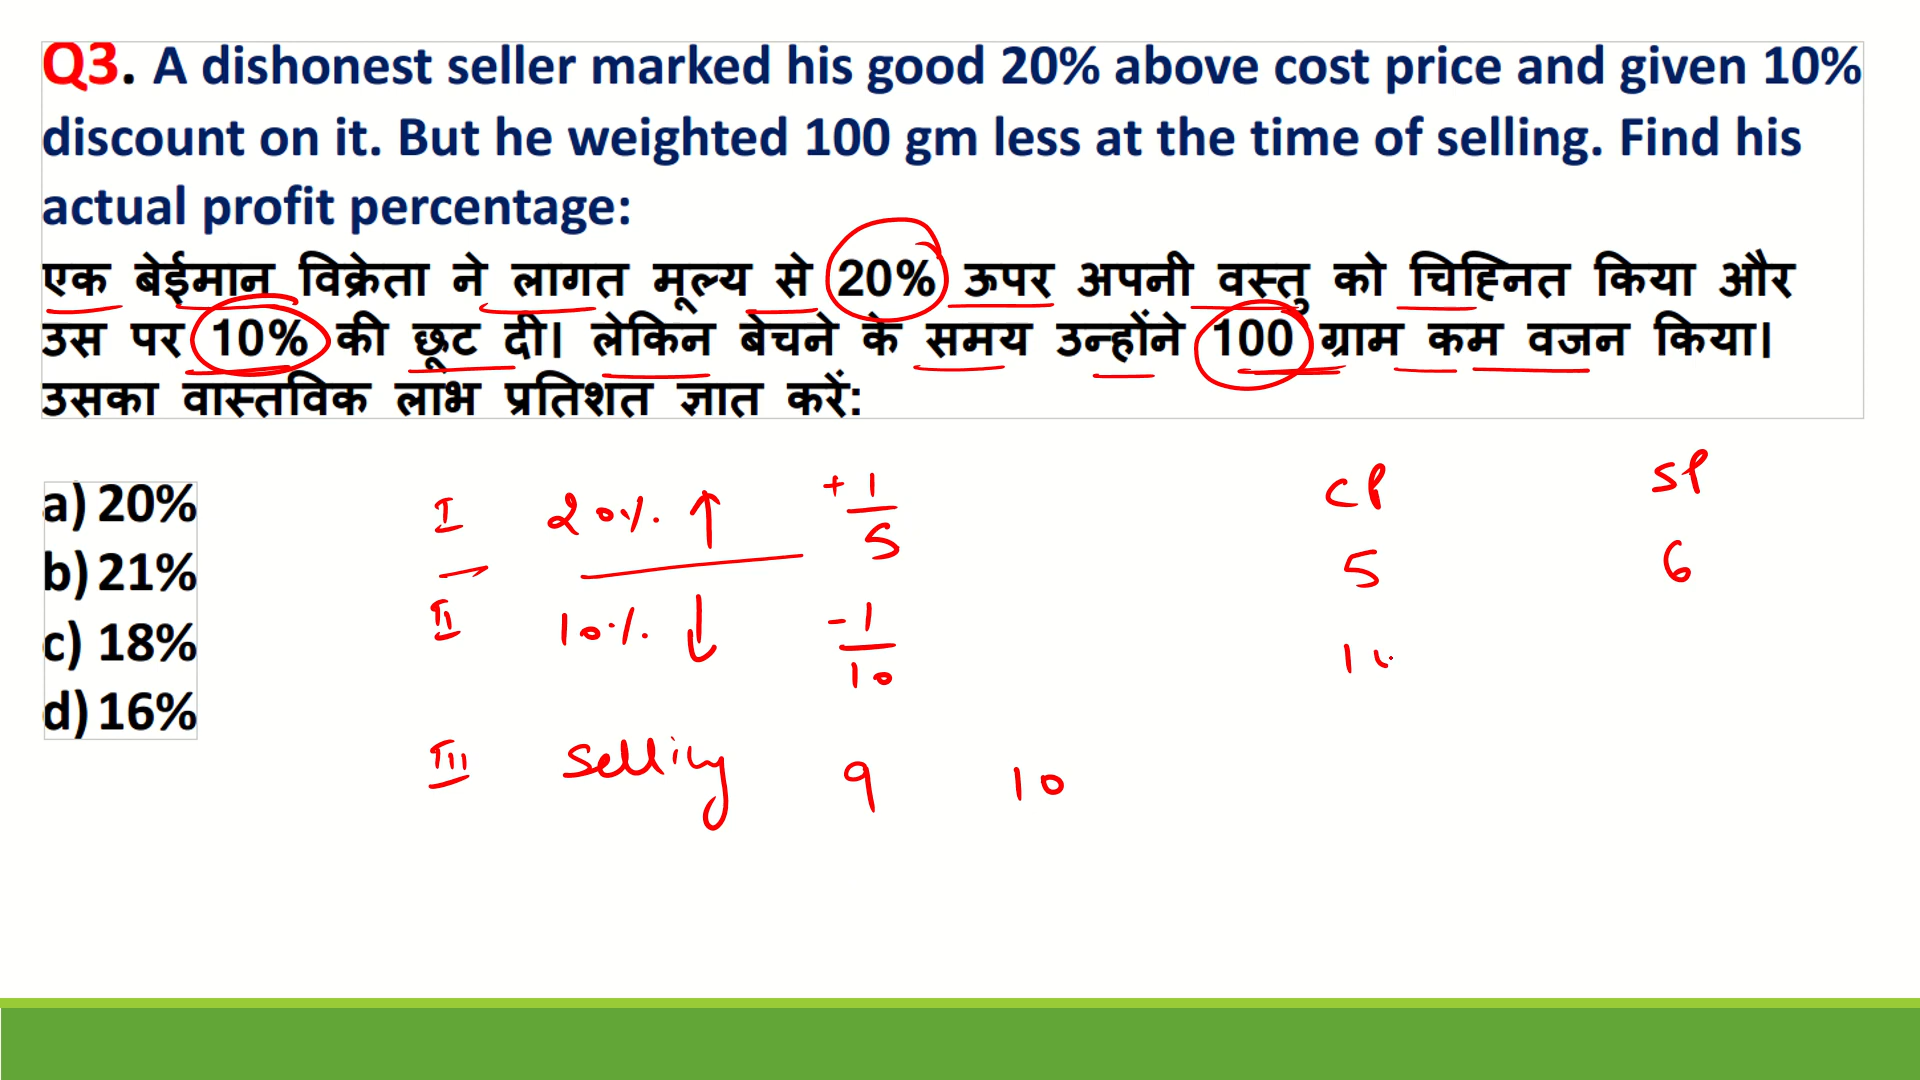 Q3. A dishonest seller marked his good 20% above cost price and given 10%
discount on it. But he weighted 100 gm less at the time of selling. Find his
actual profit percentage:
एक बेईमान विक्रेता ने लागत मूल्य से 20% ऊपर अपनी वस्तु को चिह्नित किया और
उस पर 10% की छूट दी। लेकिन बेचने के समय उन्होंने 100 ग्राम कम वजन किया।
उसका वास्तविक लाभ प्रतिशत ज्ञात करें:
a) 20%
b) 21%
c) 18%
d) 16%
CP SP
I 20% ↑ +1/5 5 6
II 10% ↓ -1/10
III Selling 9 10